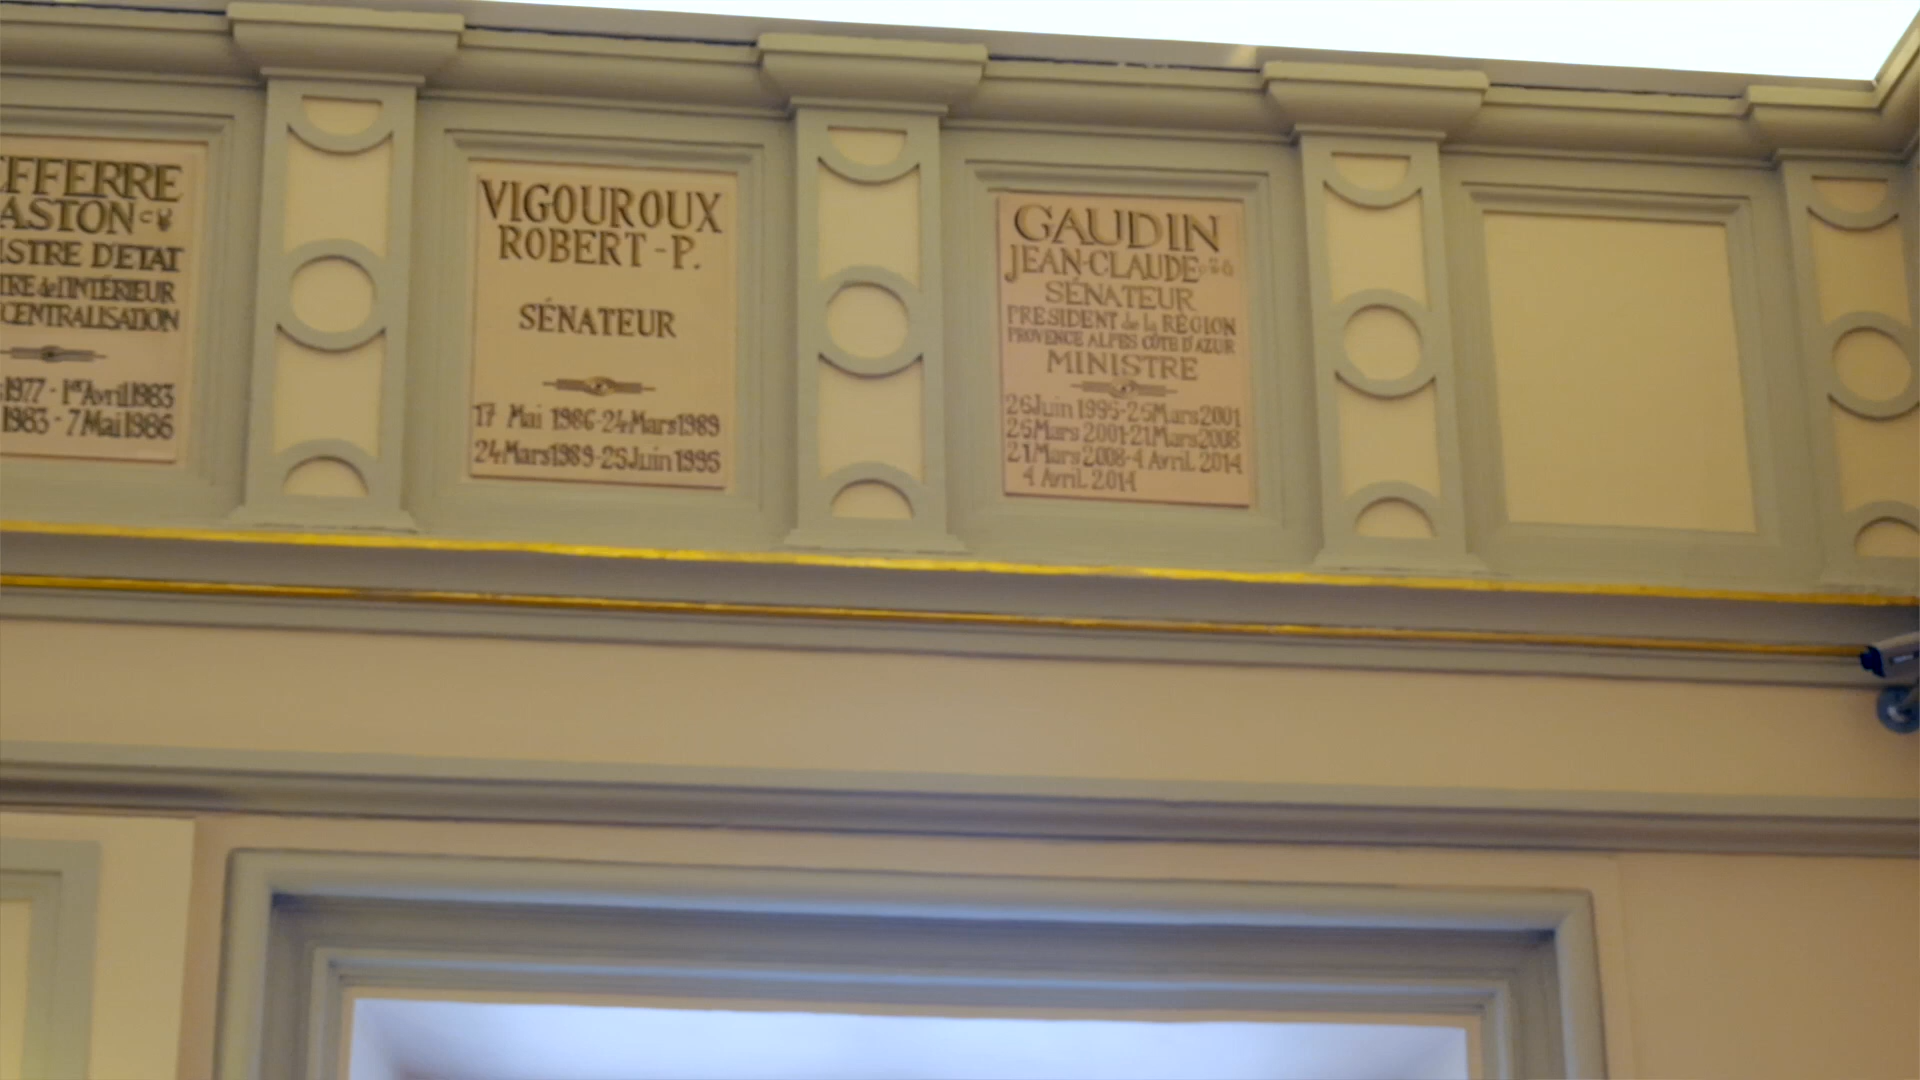 EFFERRE
ASTON
ISTRE D'ETAT
TRE de l'INTÉRIEUR
CENTRALISATION
1977 - 1er Avril 1983
1983 - 7 Mai 1986
VIGOUROUX
ROBERT - P.
SÉNATEUR
17 Mai 1986-24 Mars 1989
24 Mars 1989-25 Juin 1995
GAUDIN
JEAN-CLAUDE
SÉNATEUR
PRESIDENT de la RÉGION
PROVENCE ALPES CÔTE D'AZUR
MINISTRE
26 Juin 1995-25 Mars 2001
25 Mars 2001-21 Mars 2008
21 Mars 2008-4 Avril 2014
4 Avril 2014